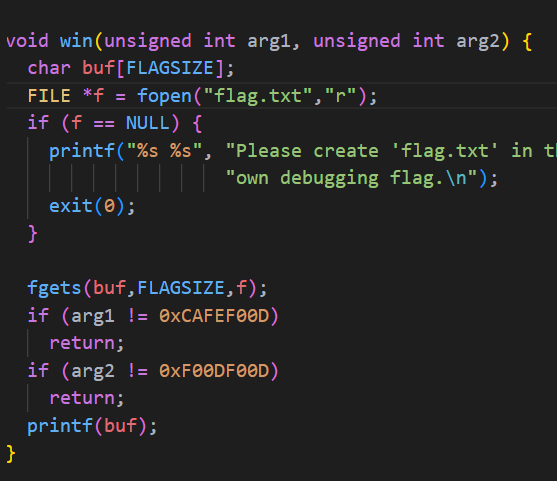 void win(unsigned int arg1, unsigned int arg2) {
  char buf[FLAGSIZE];
  FILE *f = fopen("flag.txt","r");
  if (f == NULL) {
    printf("%s %s", "Please create 'flag.txt' in
                    "own debugging flag.\n");
    exit(0);
  }

  fgets(buf,FLAGSIZE,f);
  if (arg1 != 0xCAFEF00D)
    return;
  if (arg2 != 0xF00DF00D)
    return;
  printf(buf);
}